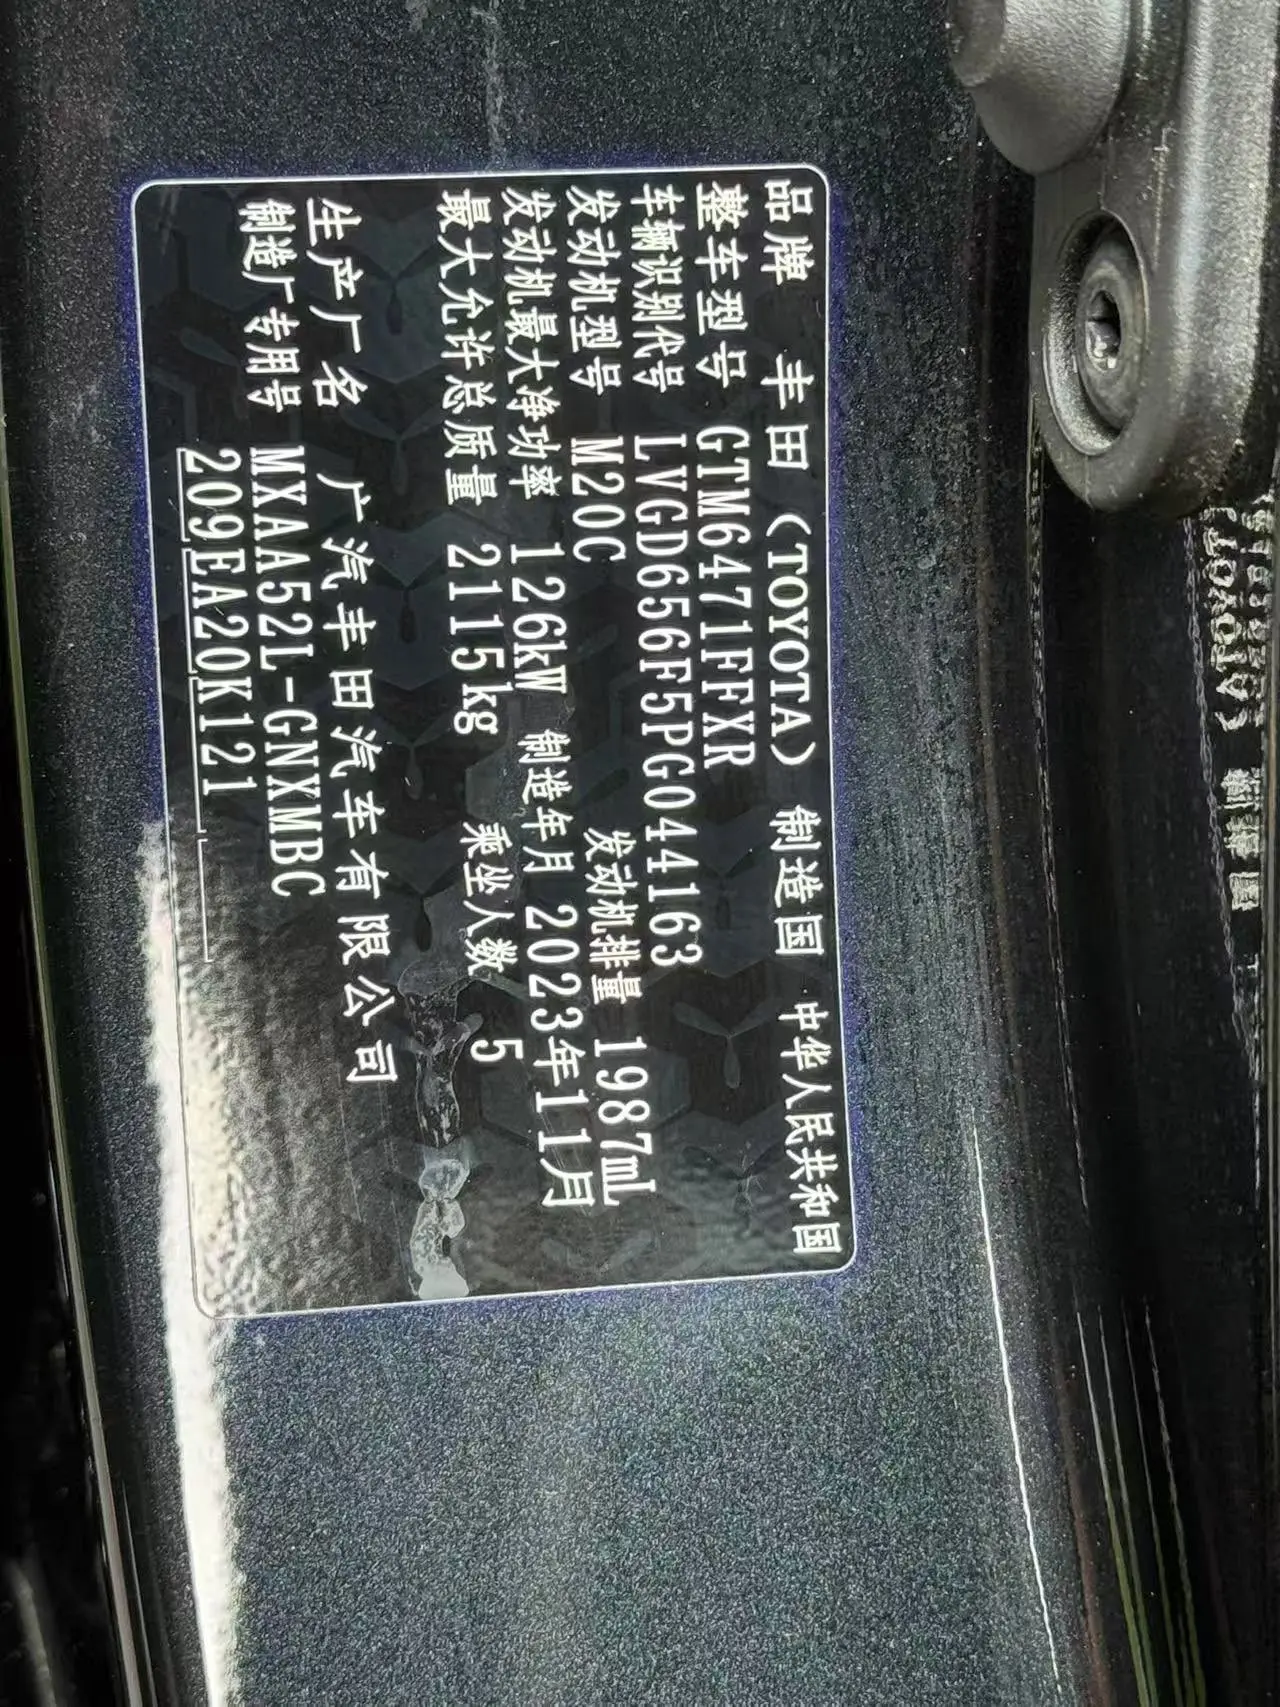 品牌 丰田（TOYOTA） 制造国 中华人民共和国
整车型号 GTM6471FFXR
车辆识别代号 LVGD656F5PG044163
发动机型号 M20C 发动机排量 1987mL
发动机最大净功率 126kW 制造年月 2023年11月
最大允许总质量 2115kg 乘坐人数 5
生产厂名 广汽丰田汽车有限公司
制造厂专用号 MXAA52L-GNXMBC
209EA20K121